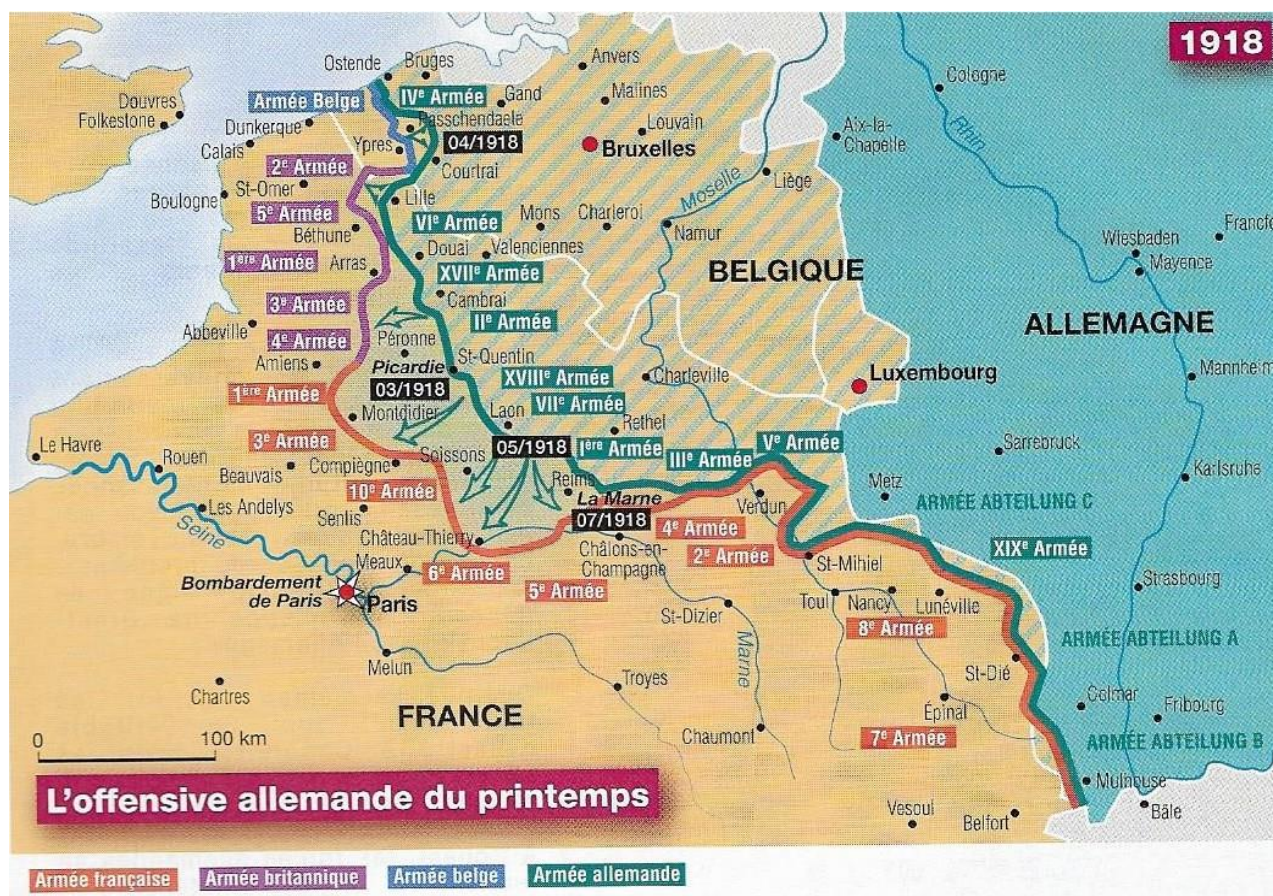 1918
Ostende
Bruges
Anvers
Cologne
Douvres
Folkestone
Armée Belge
IVe Armée
Gand
Malines
Rhin
Dunkerque
Passchendaele
Louvain
Aix-la-
Chapelle
Calais
Ypres
04/1918
Bruxelles
2e Armée
Courtrai
Liège
Boulogne
St-Omer
Lille
Moselle
5e Armée
VIe Armée
Mons
Charleroi
Namur
Francfo
Béthune
Douai
Valenciennes
Wiesbaden
Mayence
1ère Armée
Arras
XVIIe Armée
BELGIQUE
Cambrai
3e Armée
IIe Armée
ALLEMAGNE
Abbeville
4e Armée
Péronne
St-Quentin
Amiens
Picardie
03/1918
XVIIIe Armée
Charleville
Luxembourg
Mannheim
1ère Armée
VIIe Armée
Montdidier
Laon
Rethel
Le Havre
3e Armée
05/1918
Ière Armée
Ve Armée
IIIe Armée
Sarrebruck
Rouen
Beauvais
Compiègne
Soissons
Reims
Metz
Karlsruhe
10e Armée
La Marne
Verdun
ARMÉE ABTEILUNG C
Les Andelys
Senlis
07/1918
4e Armée
Seine
Château-Thierry
Châlons-en-
Champagne
2e Armée
XIXe Armée
Meaux
6e Armée
St-Mihiel
Bombardement
de Paris
Paris
5e Armée
Toul
Nancy
Lunéville
Strasbourg
St-Dizier
8e Armée
Marne
ARMÉE ABTEILUNG A
Melun
Troyes
St-Dié
Chartres
Colmar
Épinal
Fribourg
FRANCE
Chaumont
7e Armée
ARMÉE ABTEILUNG B
0
100 km
Mulhouse
L'offensive allemande du printemps
Vesoul
Belfort
Bâle
Armée française
Armée britannique
Armée belge
Armée allemande